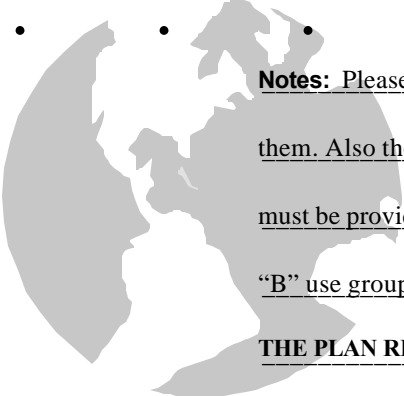 Notes: Please
them. Also th
must be provi
“B” use group
THE PLAN R